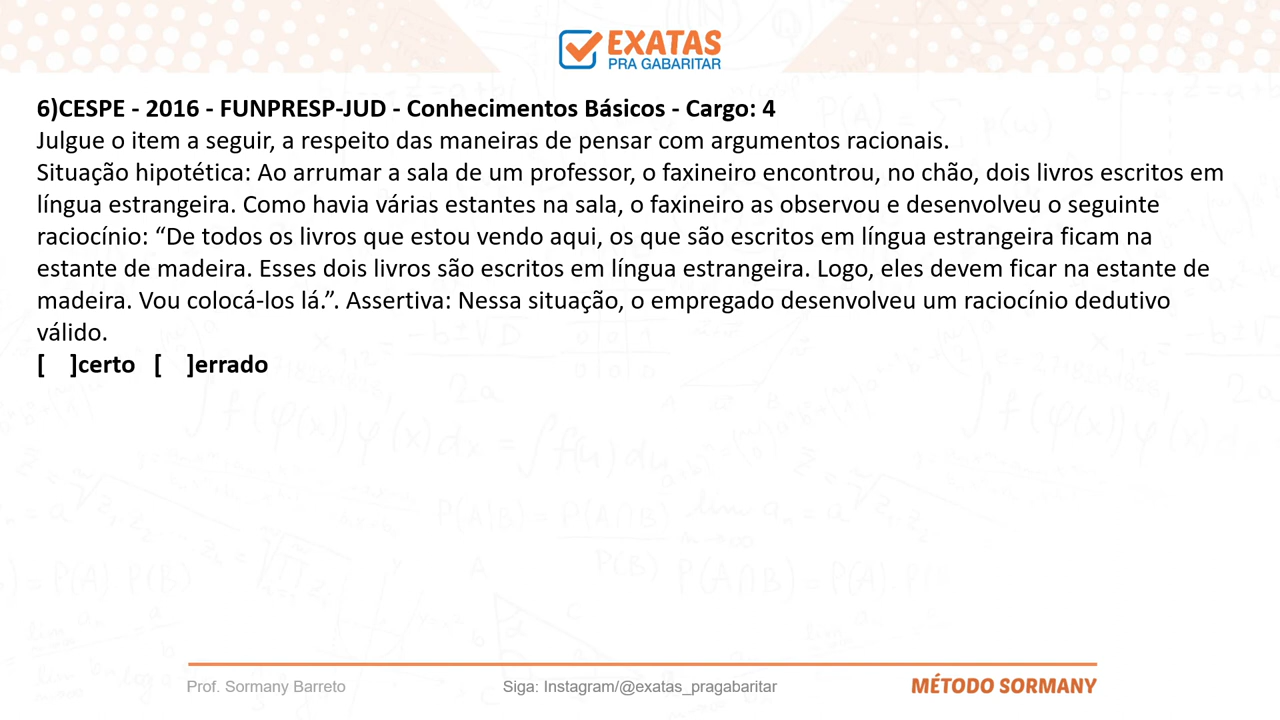 EXATAS
PRA GABARITAR
6)CESPE - 2016 - FUNPRESP-JUD - Conhecimentos Básicos - Cargo: 4
Julgue o item a seguir, a respeito das maneiras de pensar com argumentos racionais.
Situação hipotética: Ao arrumar a sala de um professor, o faxineiro encontrou, no chão, dois livros escritos em
língua estrangeira. Como havia várias estantes na sala, o faxineiro as observou e desenvolveu o seguinte
raciocínio: “De todos os livros que estou vendo aqui, os que são escritos em língua estrangeira ficam na
estante de madeira. Esses dois livros são escritos em língua estrangeira. Logo, eles devem ficar na estante de
madeira. Vou colocá-los lá.”. Assertiva: Nessa situação, o empregado desenvolveu um raciocínio dedutivo
válido.
[    ]certo   [    ]errado
Prof. Sormany Barreto
Siga: Instagram/@exatas_pragabaritar
MÉTODO SORMANY